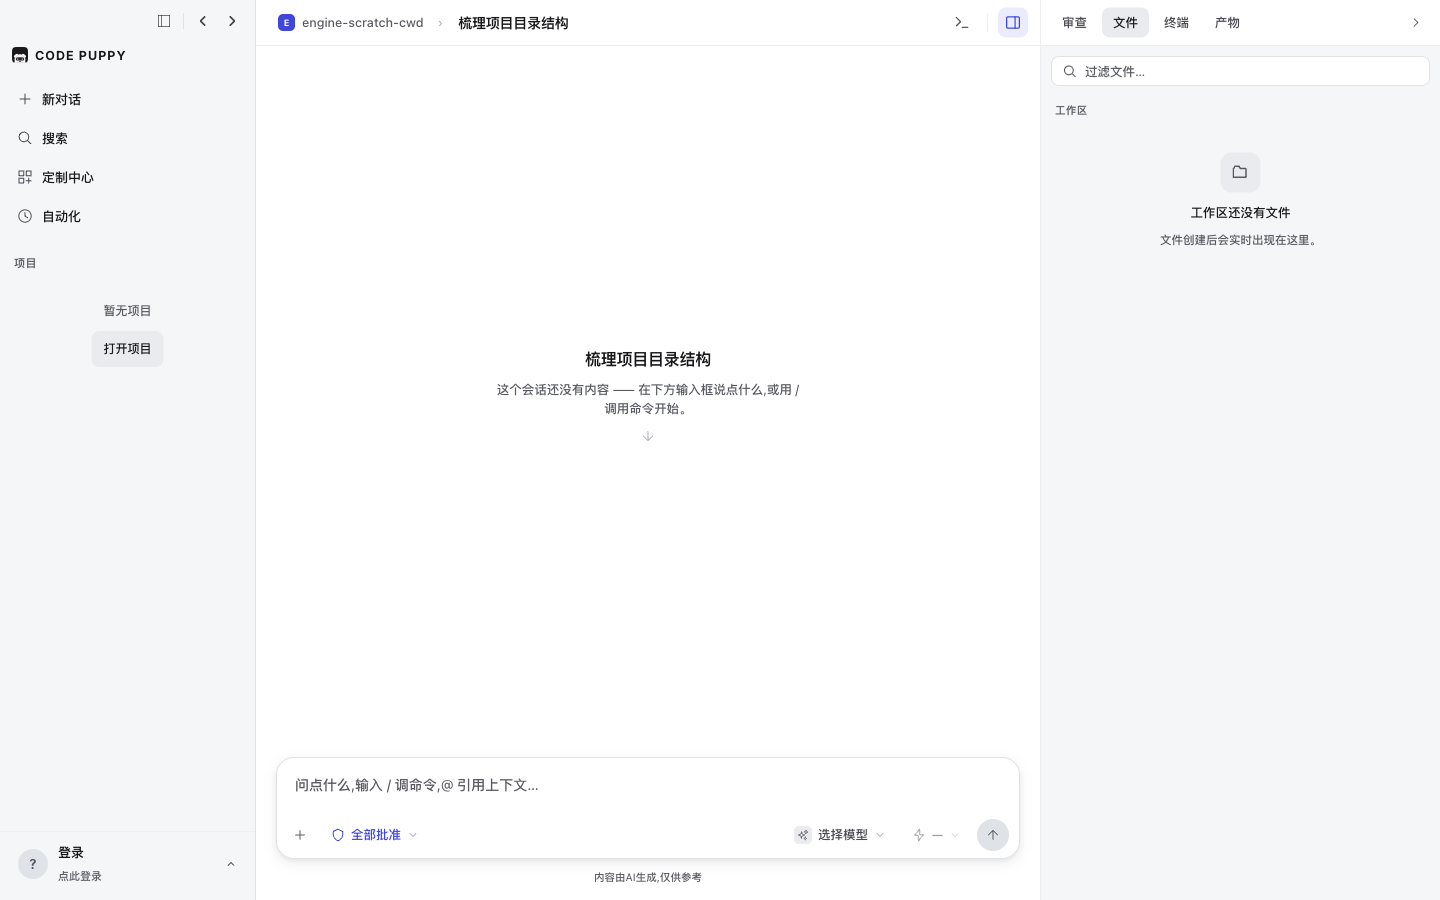 CODE PUPPY
新对话
搜索
定制中心
自动化
项目
暂无项目
打开项目
?
登录
点此登录
E engine-scratch-cwd › 梳理项目目录结构
梳理项目目录结构
这个会话还没有内容 —— 在下方输入框说点什么,或用 /
调用命令开始。
问点什么,输入 / 调命令,@ 引用上下文...
全部批准
选择模型
—
内容由AI生成,仅供参考
审查 文件 终端 产物
过滤文件...
工作区
工作区还没有文件
文件创建后会实时出现在这里。